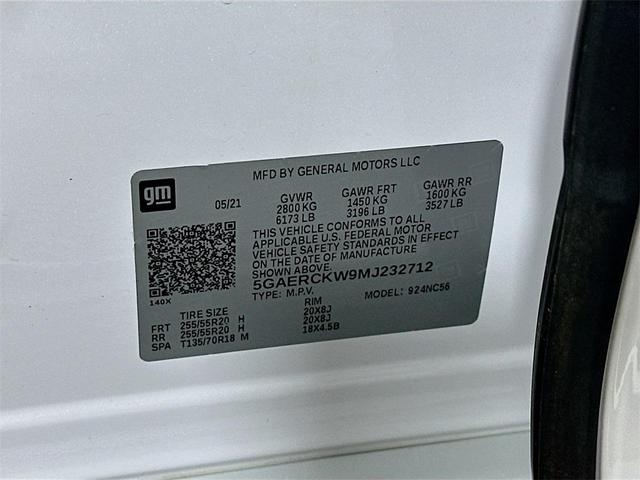 MFD BY GENERAL MOTORS LLC
gm
05/21
GVWR GAWR FRT GAWR RR
2800 KG 1450 KG 1600 KG
6173 LB 3196 LB 3527 LB
THIS VEHICLE CONFORMS TO ALL
APPLICABLE U.S. FEDERAL MOTOR
VEHICLE SAFETY STANDARDS IN EFFECT
ON THE DATE OF MANUFACTURE
SHOWN ABOVE.
5GAERCKW9MJ232712
TYPE: M.P.V. MODEL: 924NC56
140X
TIRE SIZE RIM
FRT 255/55R20 H 20X8J
RR 255/55R20 H 20X8J
SPA T135/70R18 M 18X4.5B